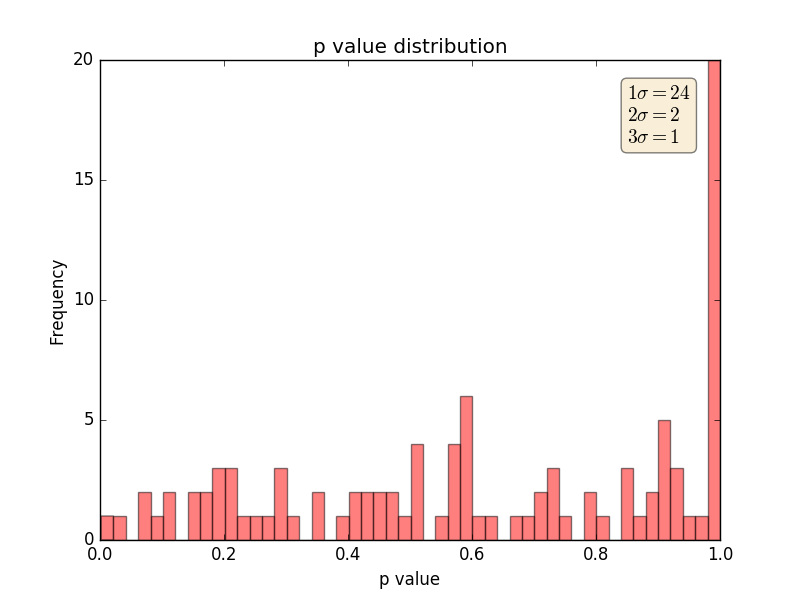 p value distribution
20
1σ = 24
2σ = 2
3σ = 1
15
10
5
0
Frequency
0.0 0.2 0.4 0.6 0.8 1.0
p value